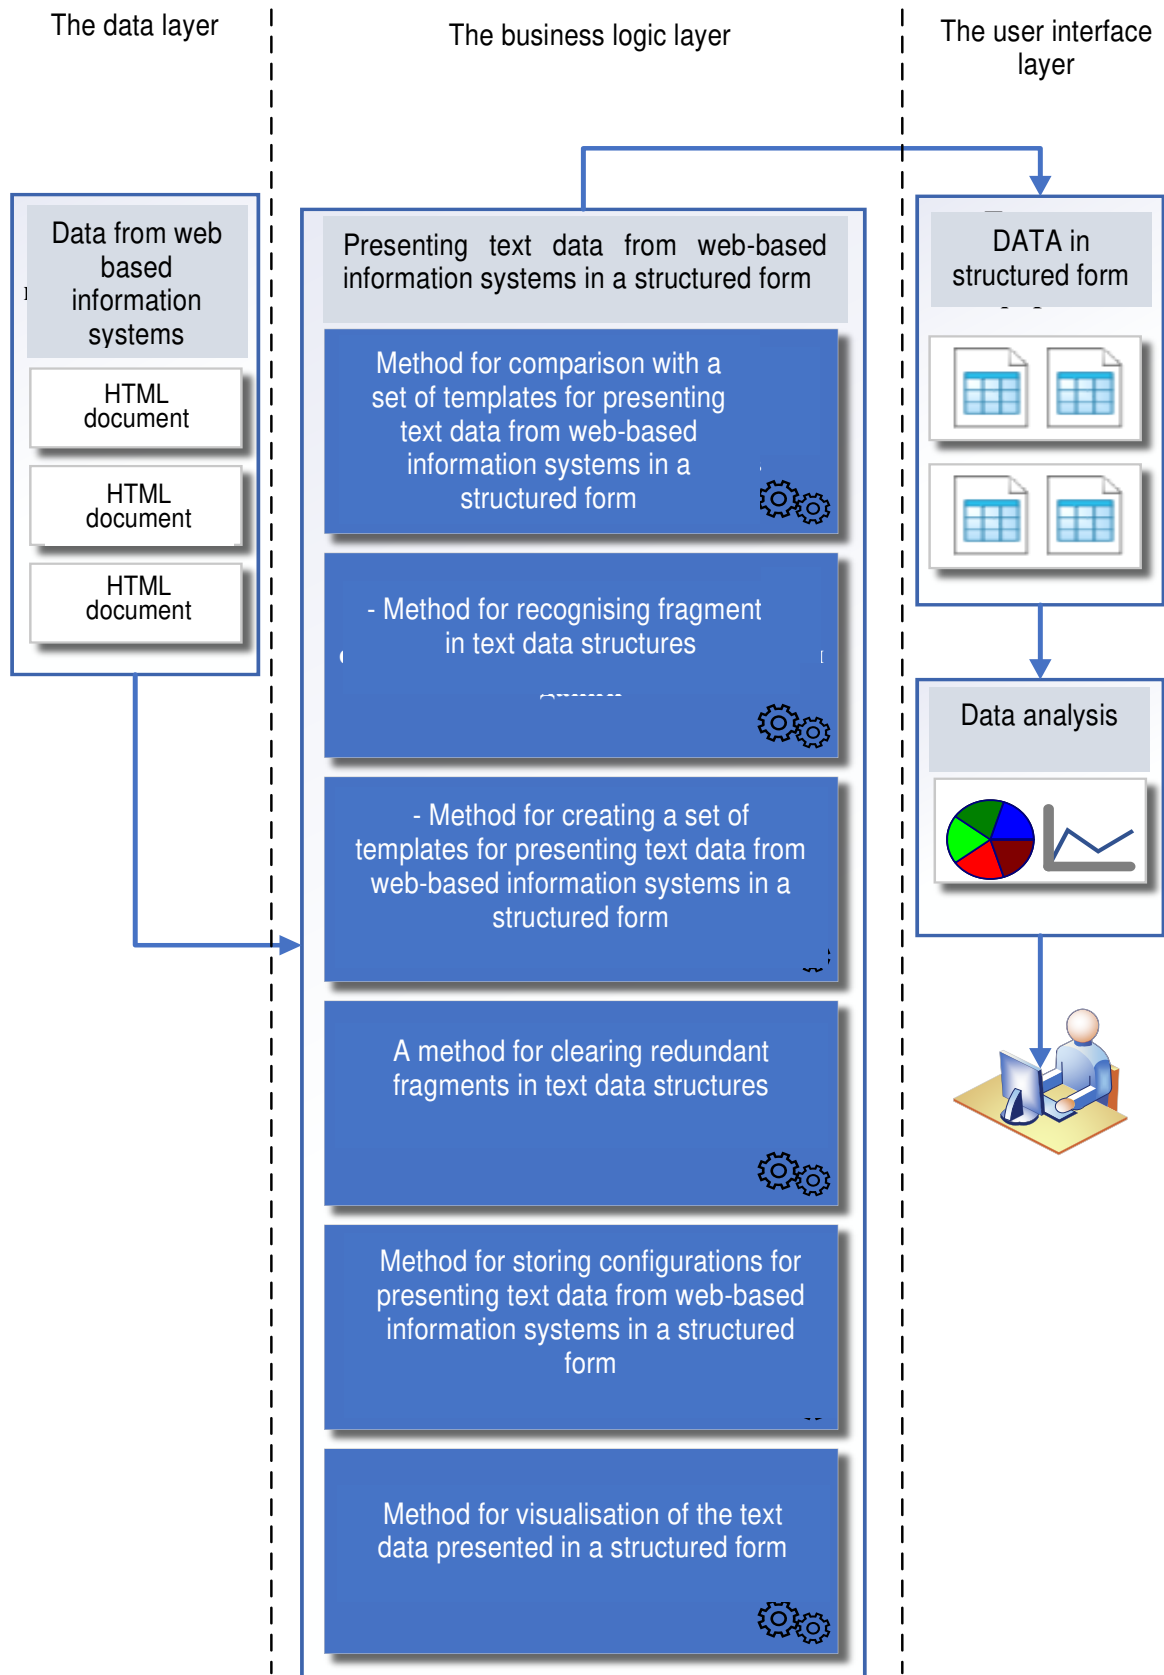 The data layer
The business logic layer
The user interface
layer
Data from web
based
information
systems
HTML
document
HTML
document
HTML
document
Presenting text data from web-based
information systems in a structured form
Method for comparison with a
set of templates for presenting
text data from web-based
information systems in a
structured form
- Method for recognising fragment
in text data structures
- Method for creating a set of
templates for presenting text data from
web-based information systems in a
structured form
A method for clearing redundant
fragments in text data structures
Method for storing configurations for
presenting text data from web-based
information systems in a structured
form
Method for visualisation of the text
data presented in a structured form
DATA in
structured form
Data analysis